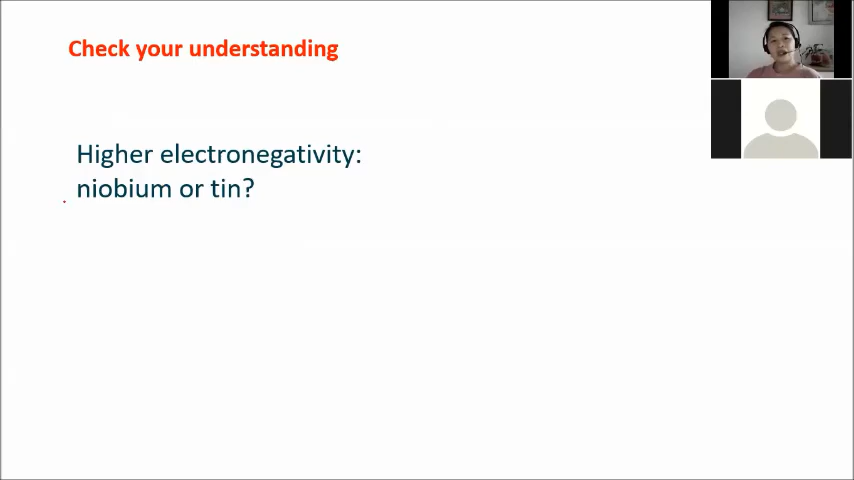 Check your understanding
Higher electronegativity:
niobium or tin?